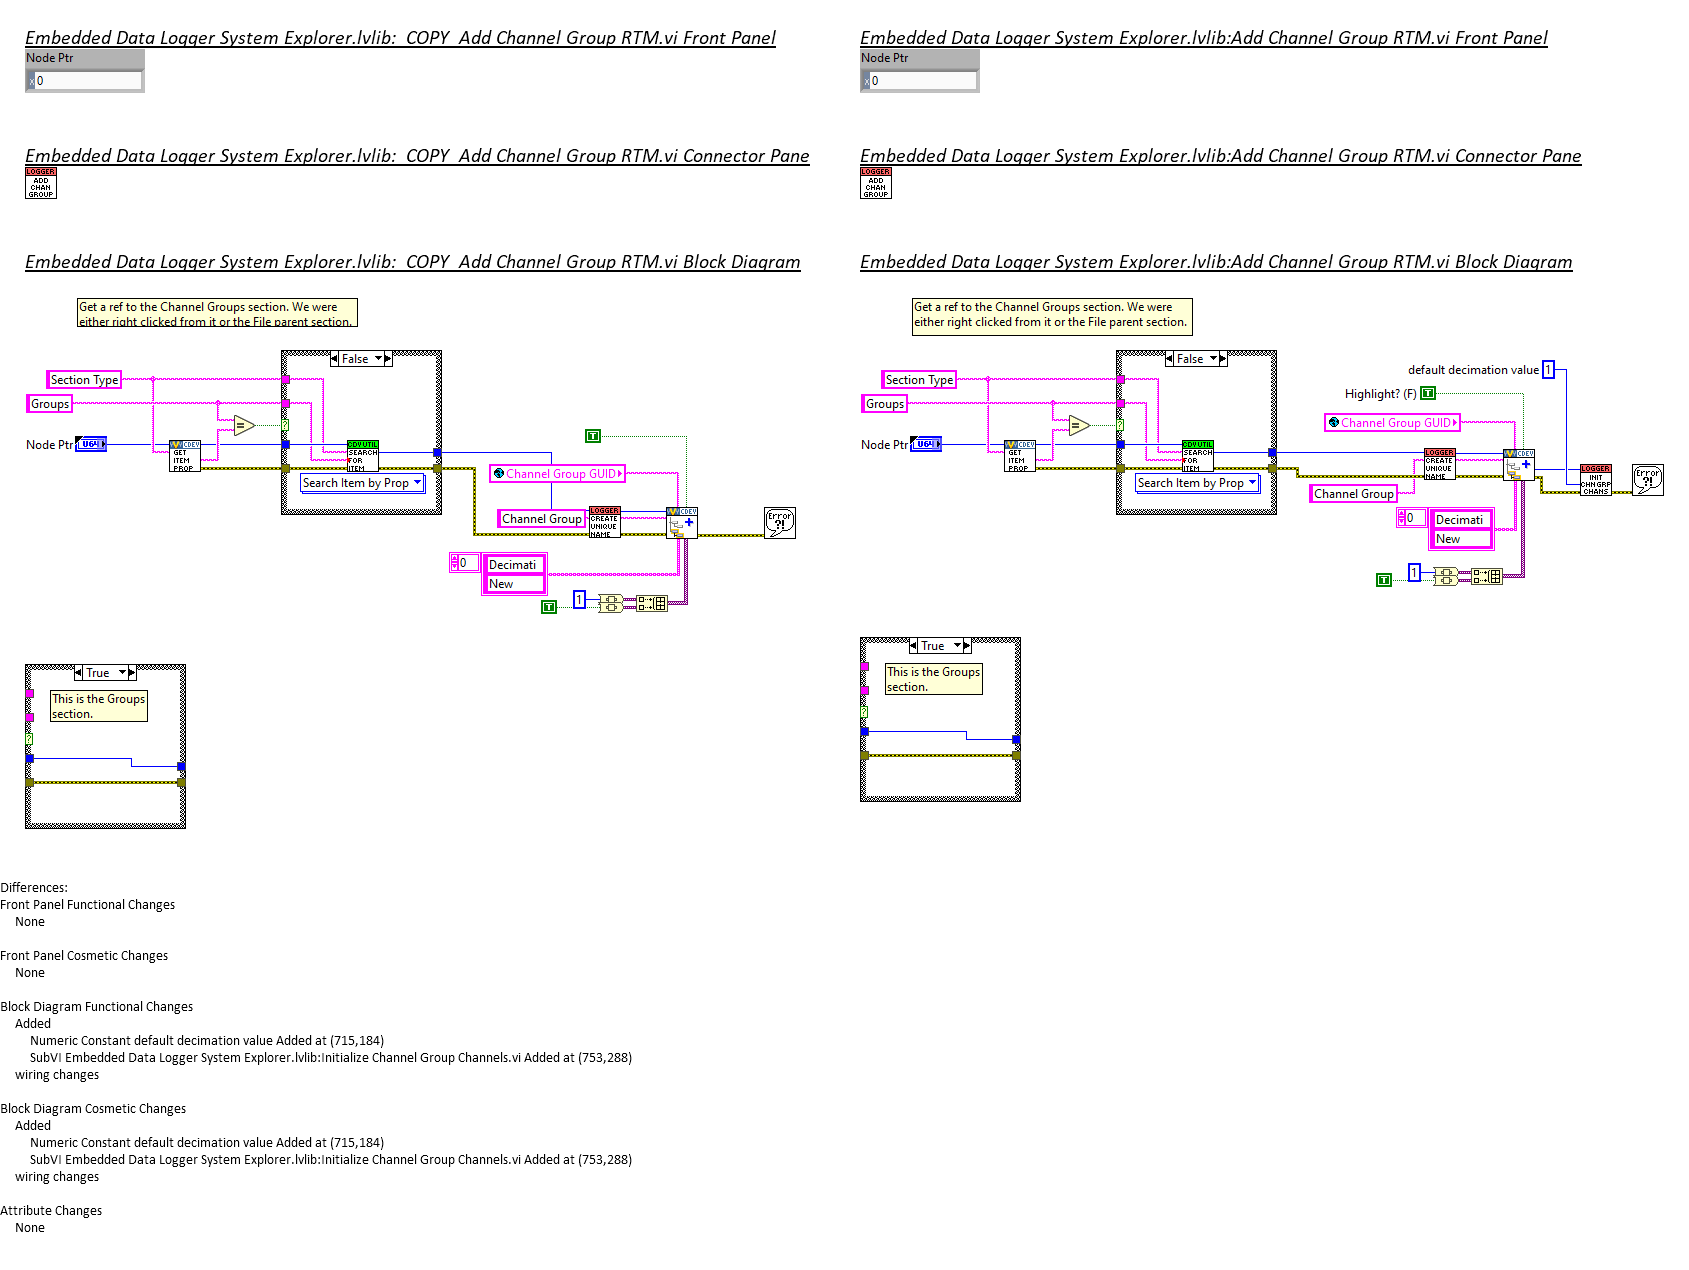 Embedded Data Logger System Explorer.lvlib:  COPY  Add Channel Group RTM.vi Front Panel
Node Ptr
x 0
Embedded Data Logger System Explorer.lvlib:  COPY  Add Channel Group RTM.vi Connector Pane
LOGGER
ADD
CHAN
GROUP
Embedded Data Logger System Explorer.lvlib:  COPY  Add Channel Group RTM.vi Block Diagram
Get a ref to the Channel Groups section. We were
either right clicked from it or the File parent section.
False
Section Type
Groups
=
?
Node Ptr
U64
CDEV
GET
ITEM
PROP
CDV UTIL
SEARCH
FOR
ITEM
Search Item by Prop
T
Channel Group GUID
Channel Group
LOGGER
CREATE
UNIQUE
NAME
CDEV
Error
?!
0
Decimati
New
1
T
True
This is the Groups
section.
?
Embedded Data Logger System Explorer.lvlib:Add Channel Group RTM.vi Front Panel
Node Ptr
x 0
Embedded Data Logger System Explorer.lvlib:Add Channel Group RTM.vi Connector Pane
LOGGER
ADD
CHAN
GROUP
Embedded Data Logger System Explorer.lvlib:Add Channel Group RTM.vi Block Diagram
Get a ref to the Channel Groups section. We were
either right clicked from it or the File parent section.
False
default decimation value 1
Section Type
Highlight? (F) T
Groups
Channel Group GUID
=
?
Node Ptr
U64
CDEV
GET
ITEM
PROP
CDV UTIL
SEARCH
FOR
ITEM
Search Item by Prop
LOGGER
CREATE
UNIQUE
NAME
CDEV
LOGGER
INIT
CHN GRP
CHANS
Error
?!
Channel Group
0
Decimati
New
1
T
True
This is the Groups
section.
?
Differences:
Front Panel Functional Changes
None
Front Panel Cosmetic Changes
None
Block Diagram Functional Changes
Added
Numeric Constant default decimation value Added at (715,184)
SubVI Embedded Data Logger System Explorer.lvlib:Initialize Channel Group Channels.vi Added at (753,288)
wiring changes
Block Diagram Cosmetic Changes
Added
Numeric Constant default decimation value Added at (715,184)
SubVI Embedded Data Logger System Explorer.lvlib:Initialize Channel Group Channels.vi Added at (753,288)
wiring changes
Attribute Changes
None